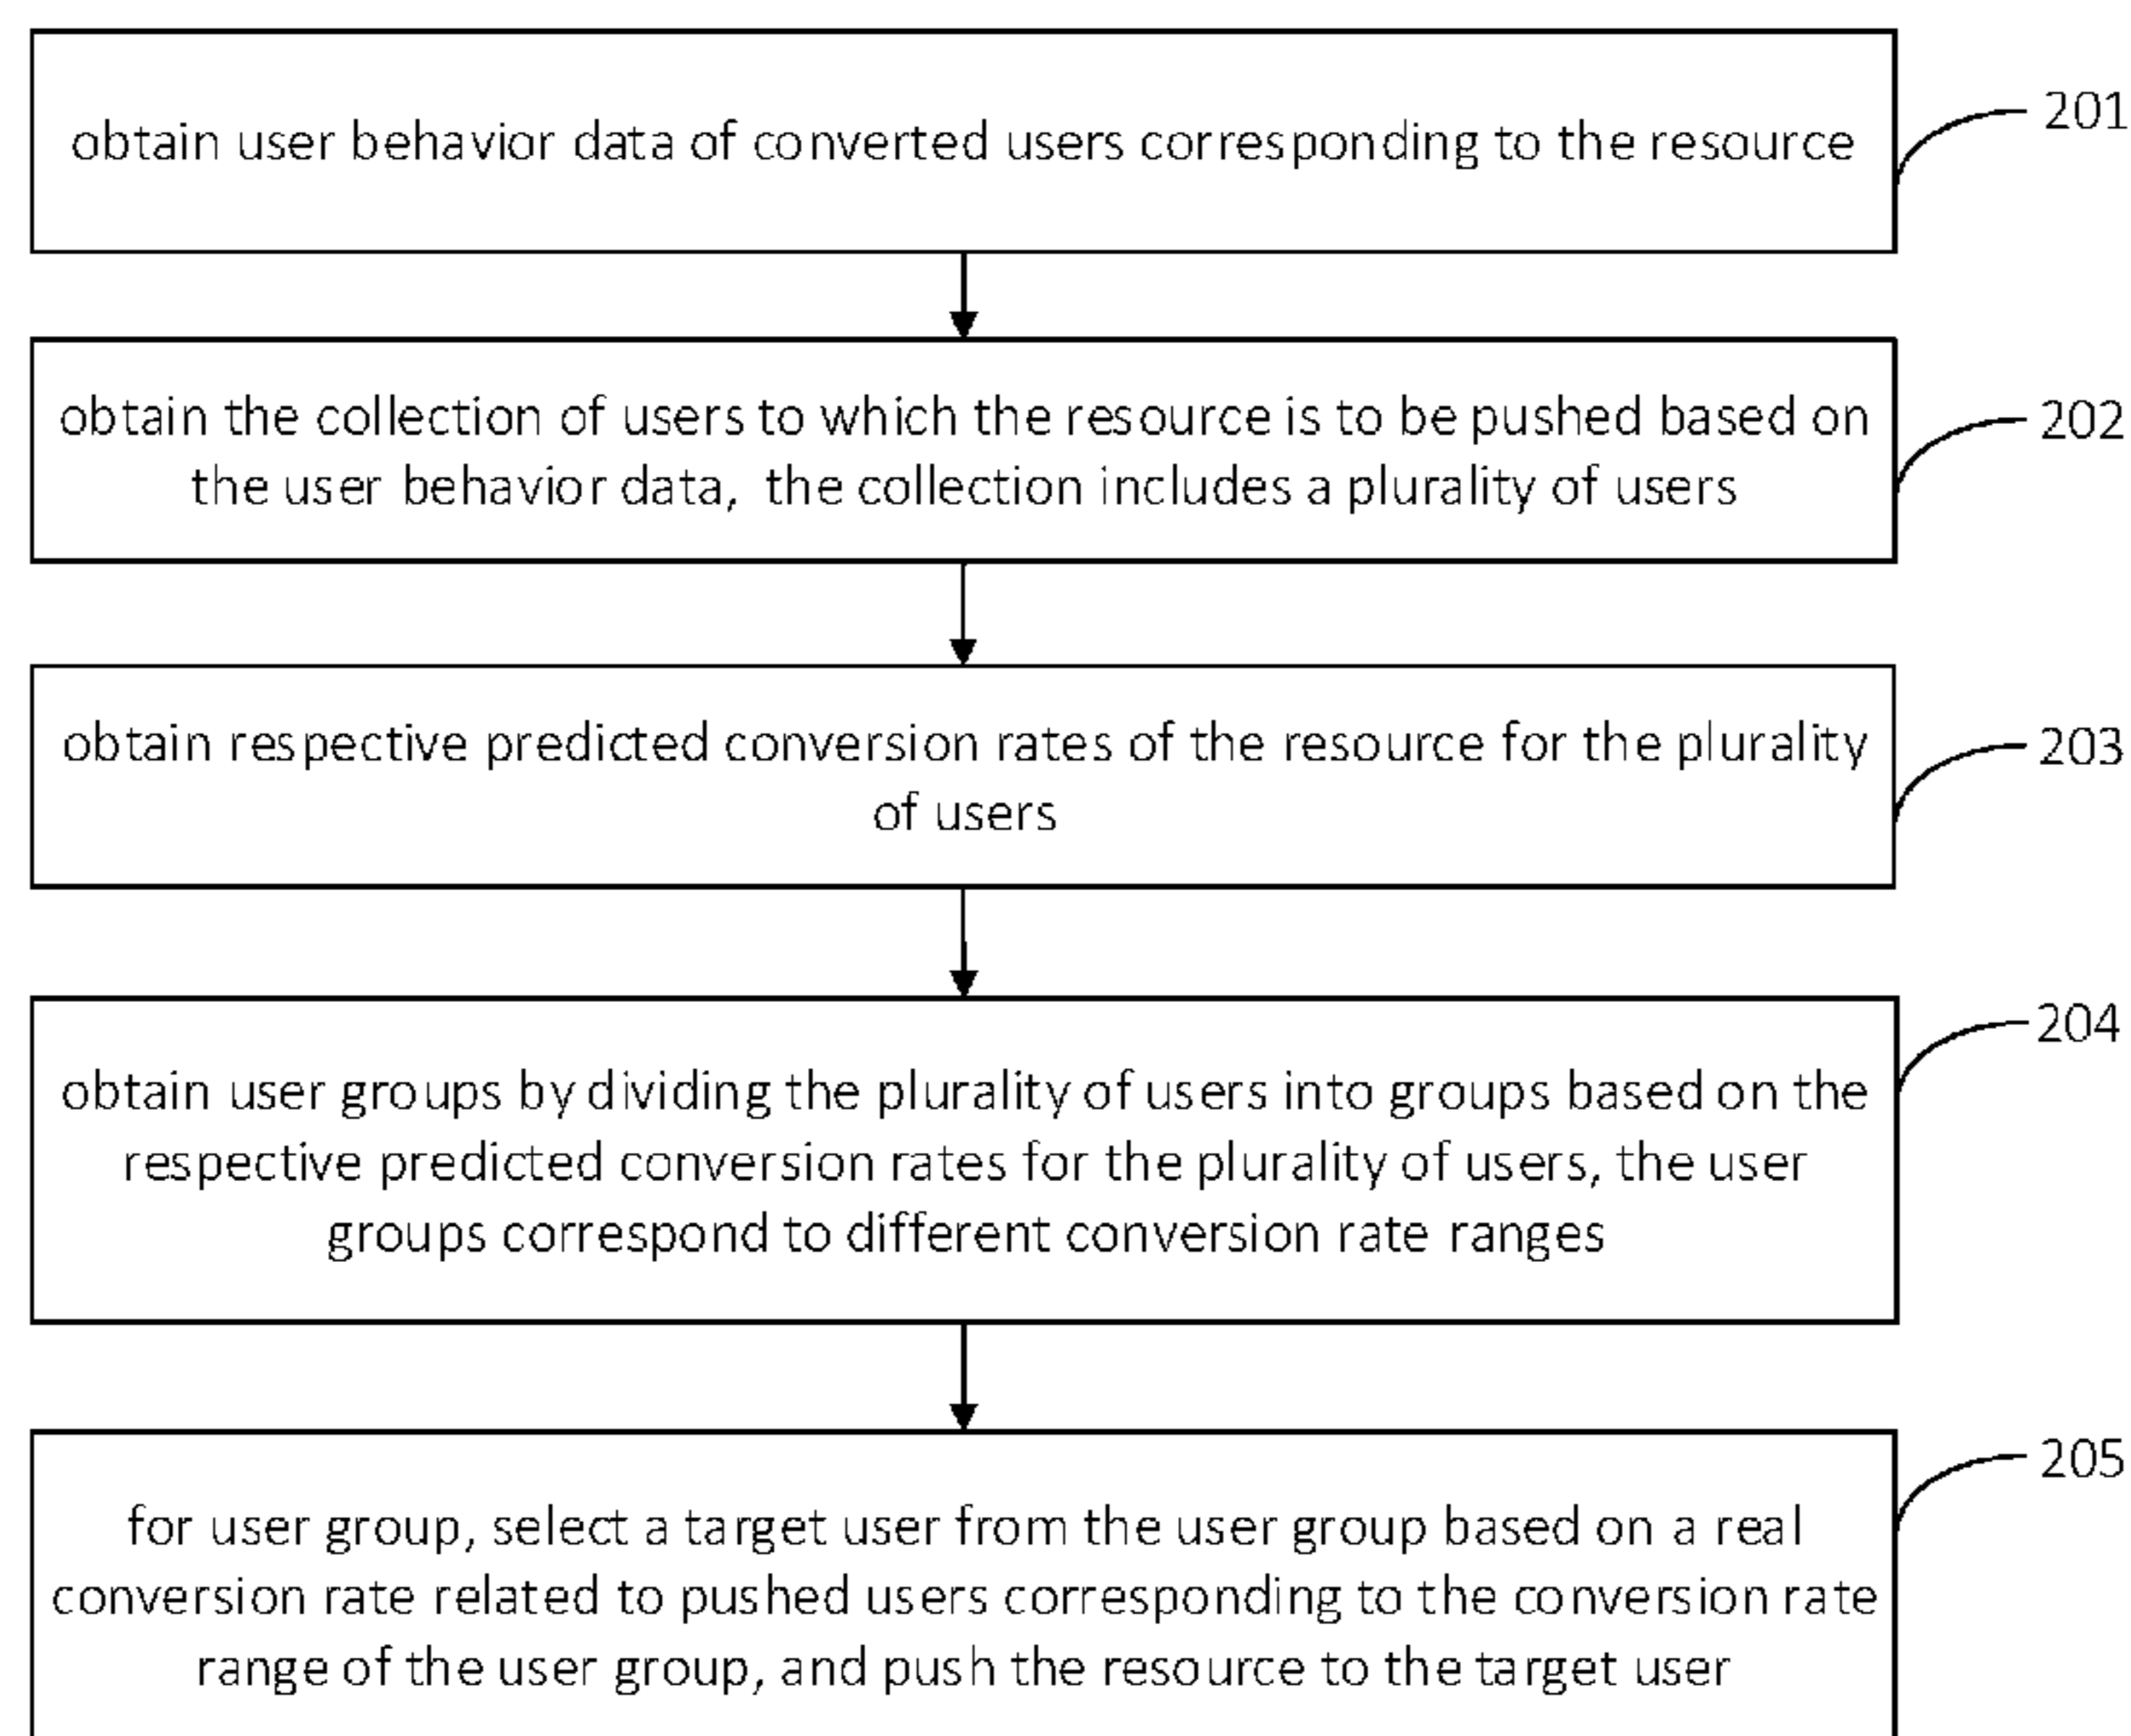 obtain user behavior data of converted users corresponding to the resource
201
obtain the collection of users to which the resource is to be pushed based on
the user behavior data, the collection includes a plurality of users
202
obtain respective predicted conversion rates of the resource for the plurality
of users
203
obtain user groups by dividing the plurality of users into groups based on the
respective predicted conversion rates for the plurality of users, the user
groups correspond to different conversion rate ranges
204
for user group, select a target user from the user group based on a real
conversion rate related to pushed users corresponding to the conversion rate
range of the user group, and push the resource to the target user
205